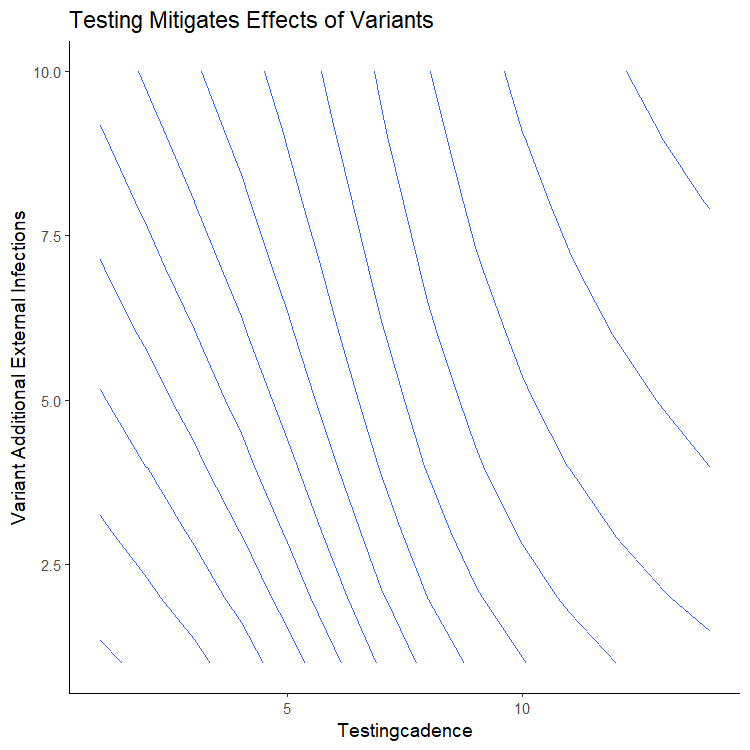 Testing Mitigates Effects of Variants
Variant Additional External Infections
10.0
7.5
5.0
2.5
5
10
Testingcadence